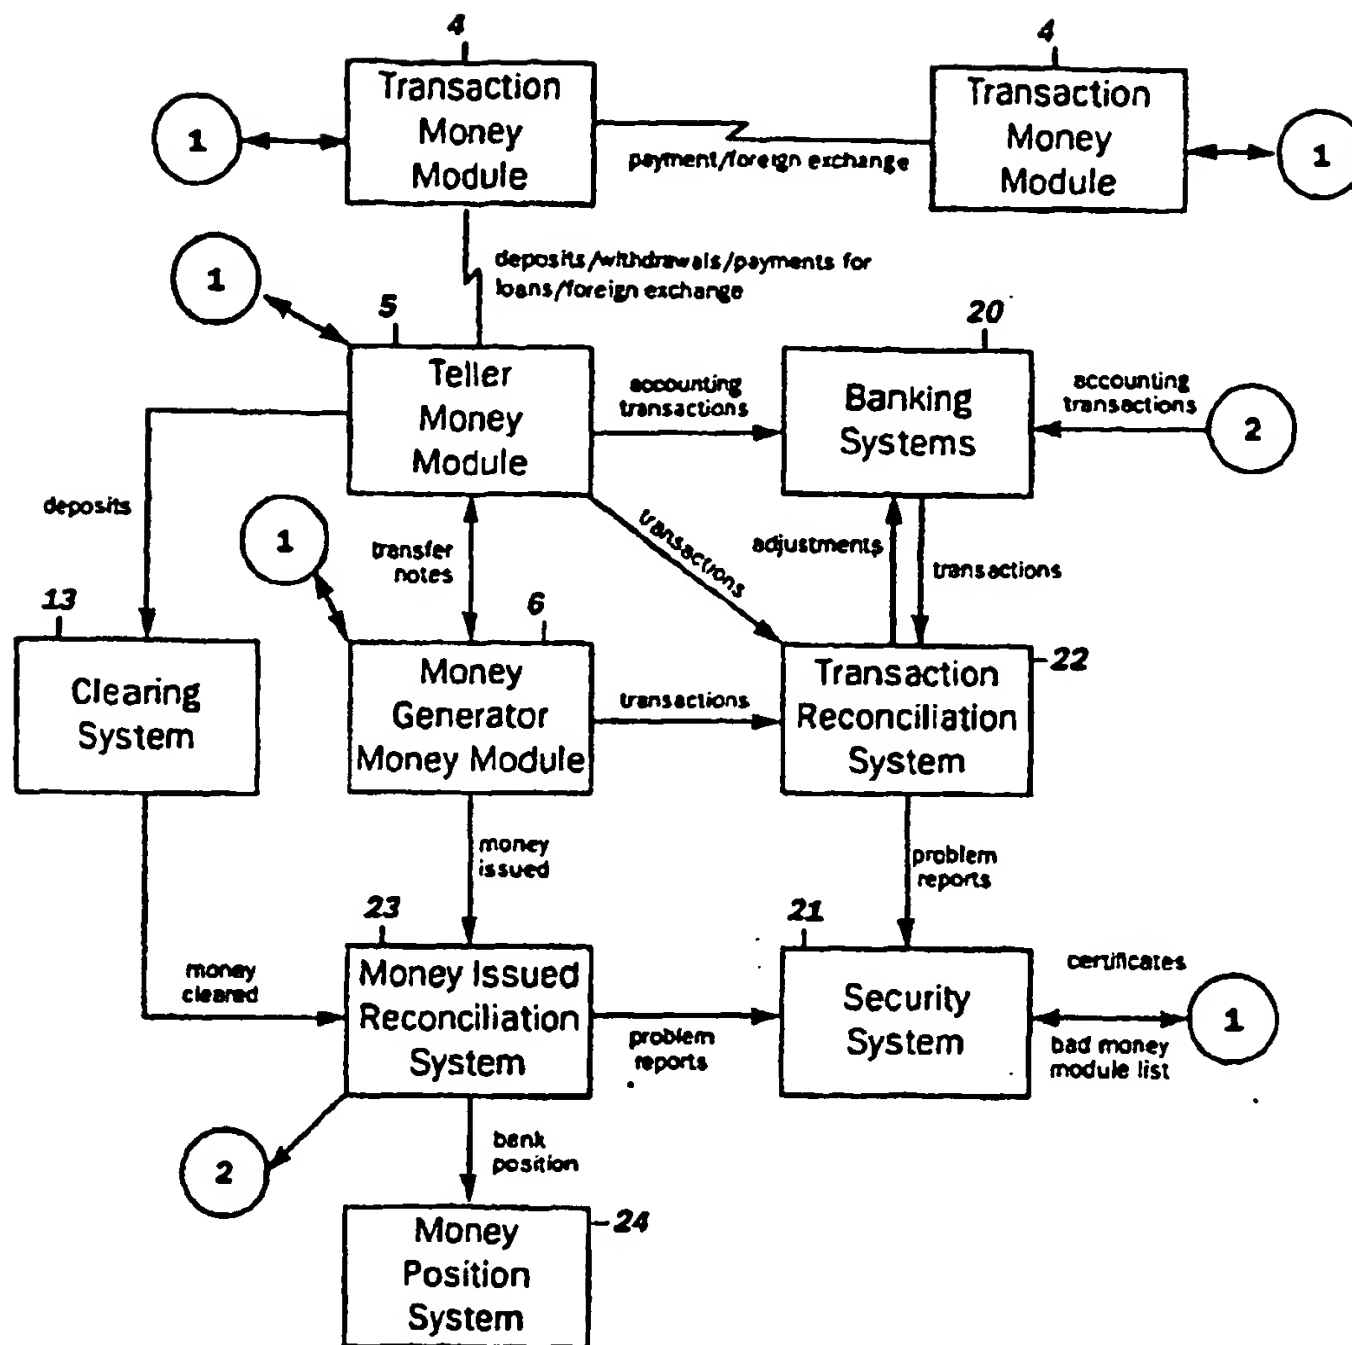 4
4
Transaction
Money
Module
Transaction
Money
Module
1
1
payment/foreign exchange
deposits/withdrawals/payments for
loans/foreign exchange
1
5
20
Teller
Money
Module
accounting
transactions
Banking
Systems
accounting
transactions
2
deposits
1
transfer
notes
transactions
adjustments
transactions
13
6
22
Clearing
System
Money
Generator
Money Module
transactions
Transaction
Reconciliation
System
money
issued
problem
reports
23
21
money
cleared
Money Issued
Reconciliation
System
problem
reports
Security
System
certificates
1
bad money
module list
2
bank
position
24
Money
Position
System